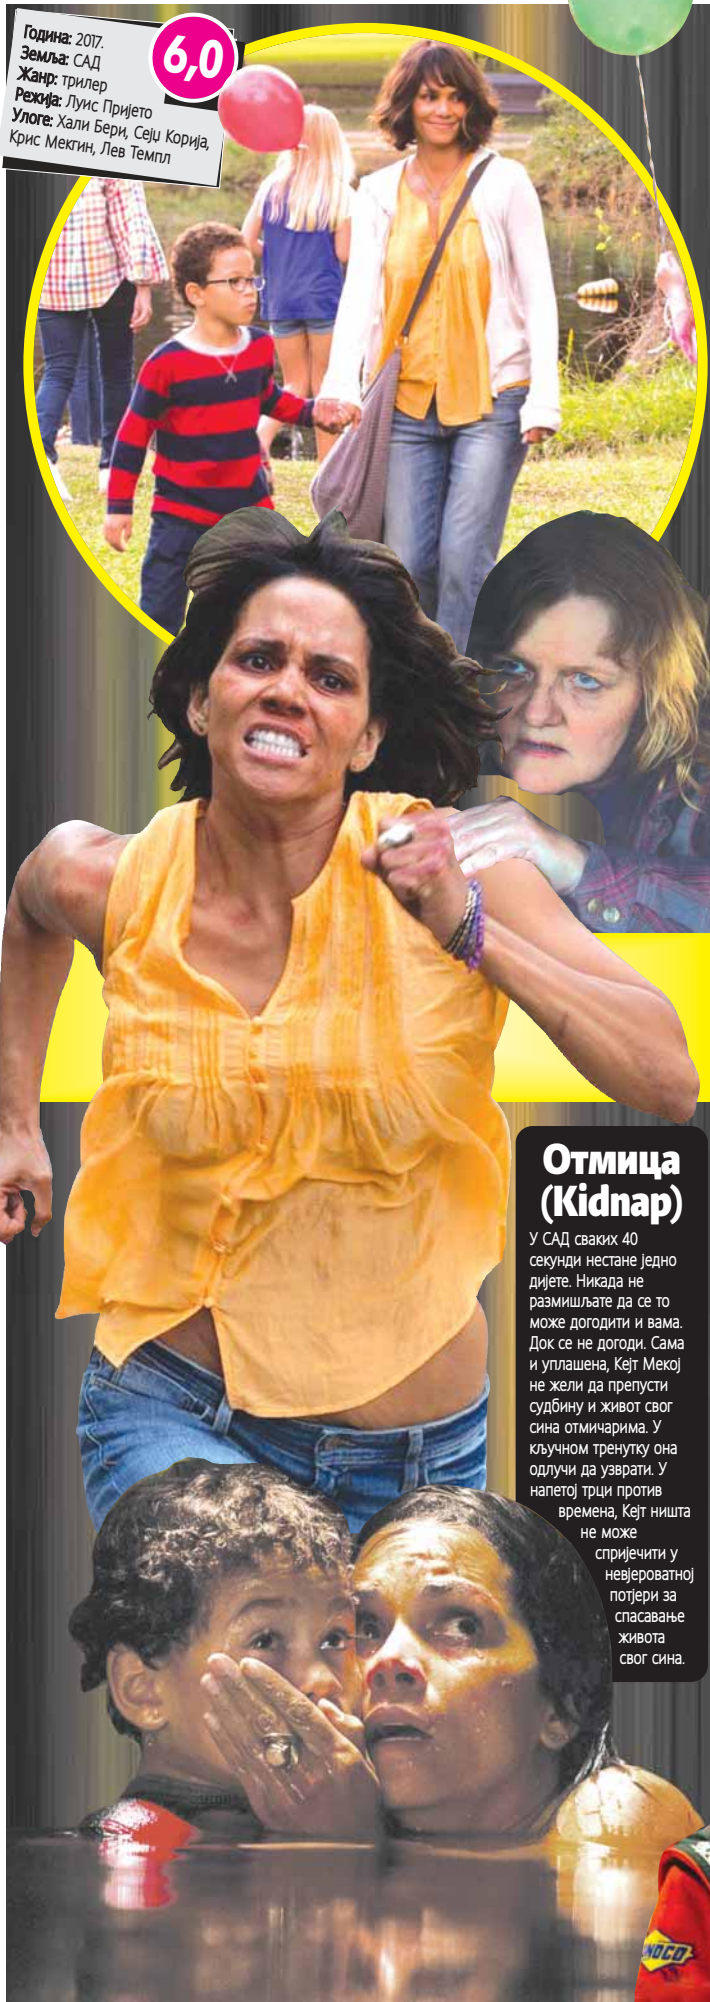 Година: 2017.
Земља: САД
Жанр: трилер
Режија: Луис Пријето
Улоге: Хали Бери, Сејџ Корија,
Крис Мекгин, Лев Темпл
6,0
Отмица
(Kidnap)
У САД сваких 40
секунди нестане једно
дијете. Никада не
размишљате да се то
може догодити и вама.
Док се не догоди. Сама
и уплашена, Кејт Мекој
не жели да препусти
судбину и живот свог
сина отмичарима. У
кључном тренутку она
одлучи да узврати. У
напетој трци против
времена, Кејт ништа
не може
спријечити у
невјероватној
потјери за
спасавање
живота
свог сина.